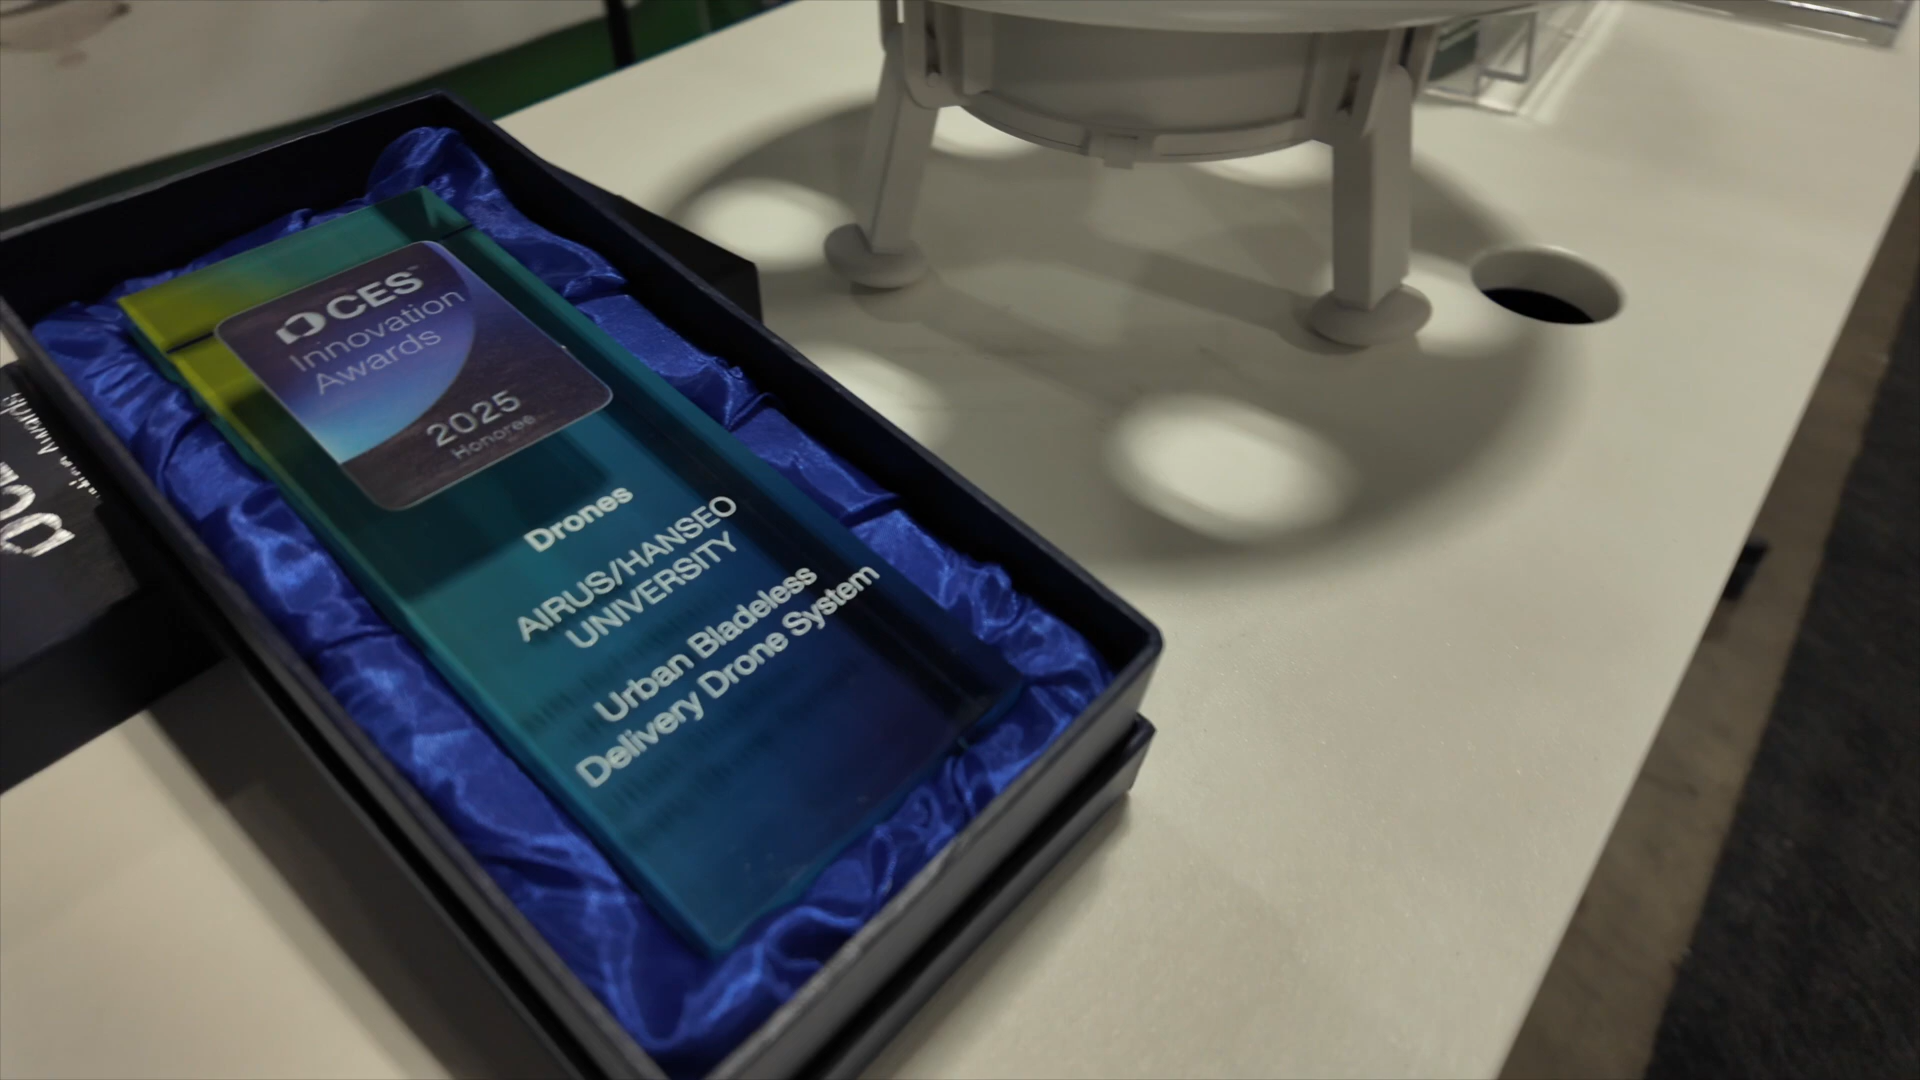 CES
Innovation
Awards
2025
Honoree
Drones
AIRUS/HANSEO
UNIVERSITY
Urban Bladeless
Delivery Drone System